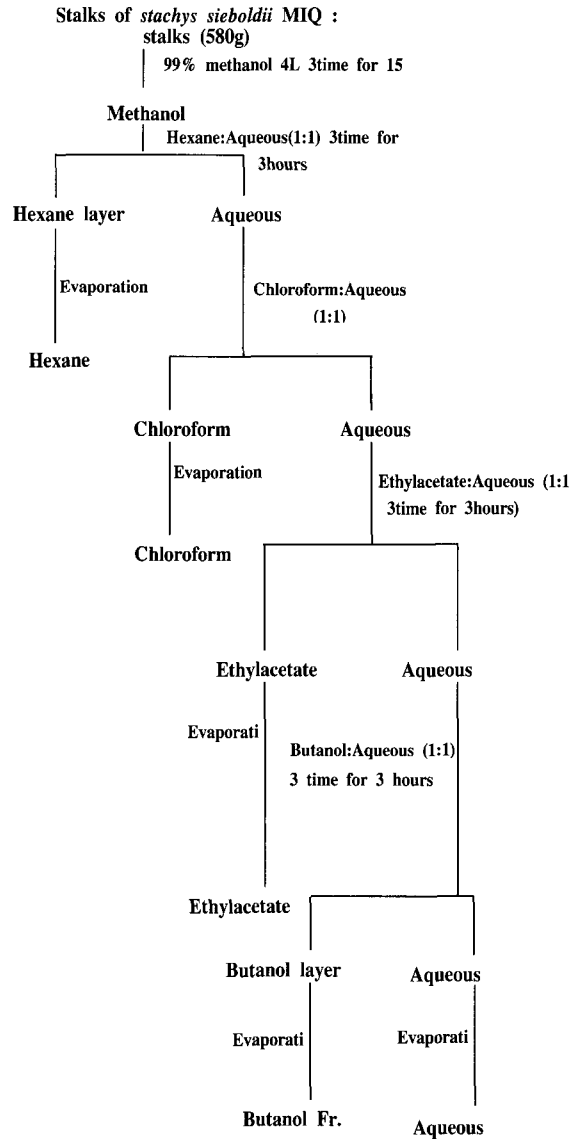 Stalks of stachys sieboldii MIQ :
stalks (580g)
99% methanol 4L 3time for 15
Methanol
Hexane:Aqueous(1:1) 3time for
3hours
Hexane layer
Aqueous
Evaporation
Chloroform:Aqueous
(1:1)
Hexane
Chloroform
Aqueous
Evaporation
Ethylacetate:Aqueous (1:1
3time for 3hours)
Chloroform
Ethylacetate
Aqueous
Evaporati
Butanol:Aqueous (1:1)
3 time for 3 hours
Ethylacetate
Butanol layer
Aqueous
Evaporati
Evaporati
Butanol Fr.
Aqueous